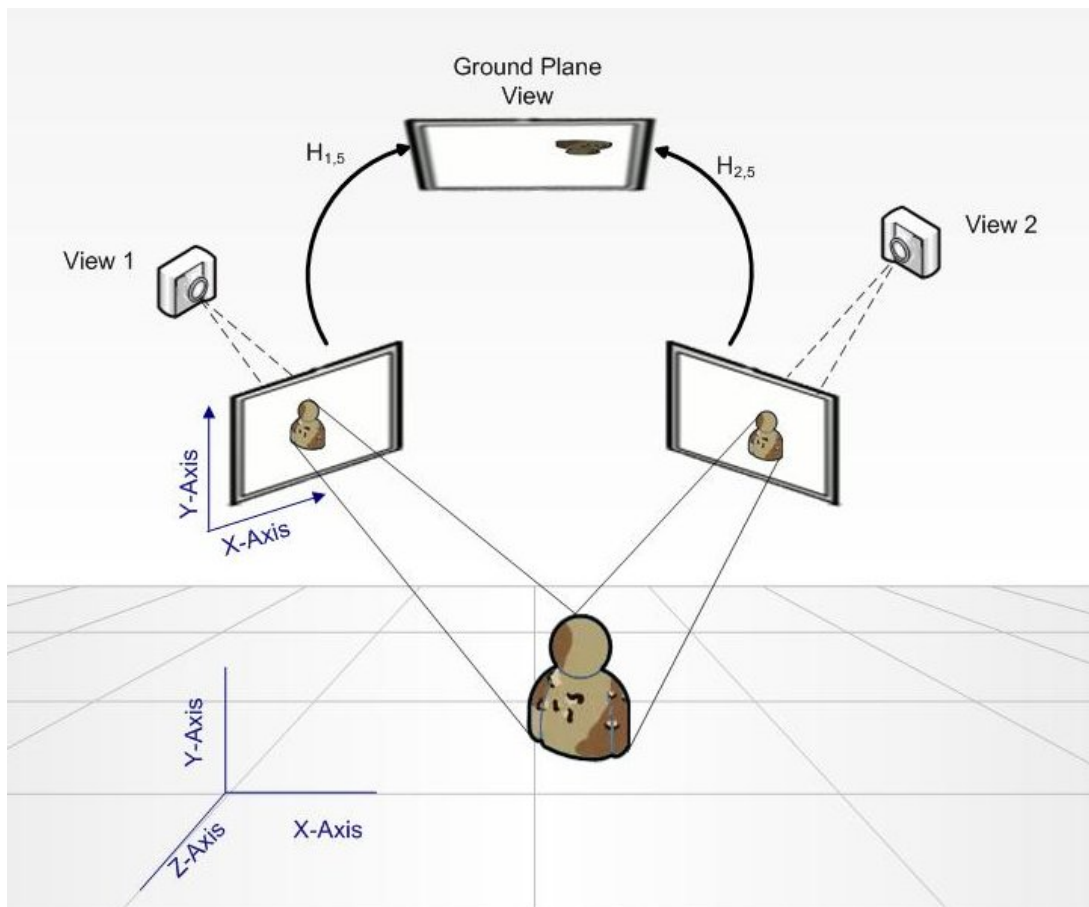 Ground Plane
View
H1,5
H2,5
View 1
View 2
Y-Axis
X-Axis
Y-Axis
X-Axis
Z-Axis